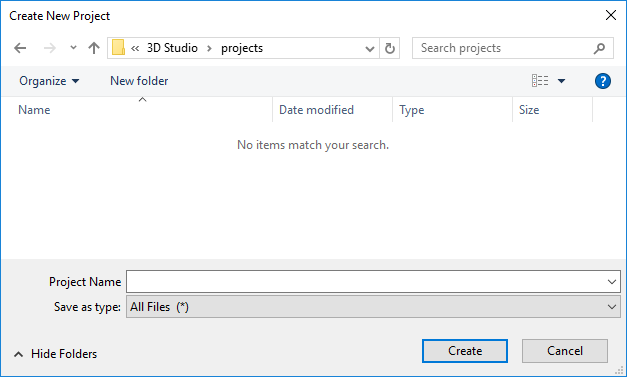 Create New Project
« 3D Studio > projects
Search projects
Organize
New folder
?
Name
Date modified
Type
Size
No items match your search.
Project Name
Save as type:
All Files (*)
Hide Folders
Create
Cancel